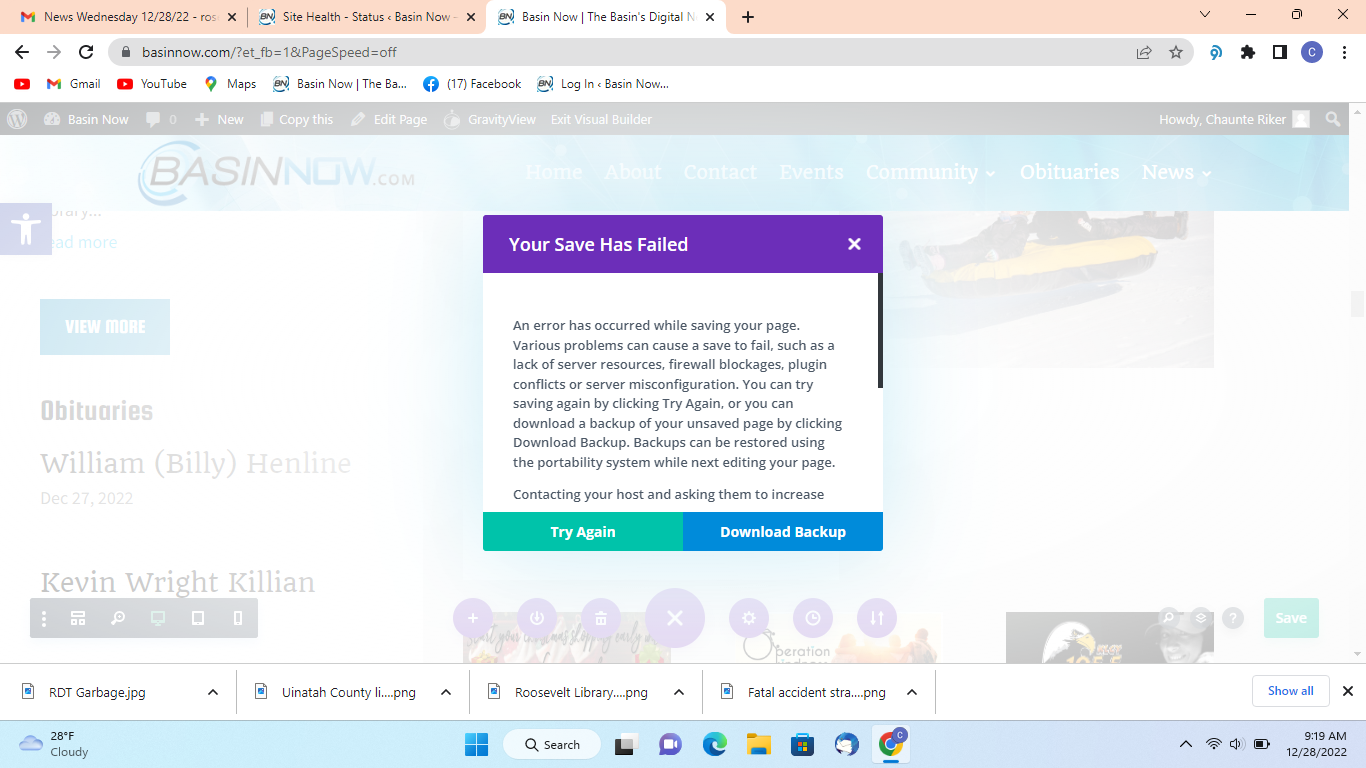 News Wednesday 12/28/22 - ros
Site Health - Status ‹ Basin Now –
Basin Now | The Basin's Digital N
basinnow.com/?et_fb=1&PageSpeed=off
C
Gmail
YouTube
Maps
Basin Now | The Ba...
(17) Facebook
Log In ‹ Basin Now...
Basin Now
0
New
Copy this
Edit Page
GravityView
Exit Visual Builder
Howdy, Chaunte Riker
BASINNOW.COM
Home
About
Contact
Events
Community
Obituaries
News
ead more
VIEW MORE
Obituaries
William (Billy) Henline
Dec 27, 2022
Kevin Wright Killian
Your Save Has Failed
An error has occurred while saving your page.
Various problems can cause a save to fail, such as a
lack of server resources, firewall blockages, plugin
conflicts or server misconfiguration. You can try
saving again by clicking Try Again, or you can
download a backup of your unsaved page by clicking
Download Backup. Backups can be restored using
the portability system while next editing your page.
Contacting your host and asking them to increase
Try Again
Download Backup
Save
your christmas shopping early
peration
105.5
RDT Garbage.jpg
Uinatah County li....png
Roosevelt Library....png
Fatal accident stra....png
Show all
28°F
Cloudy
Search
9:19 AM
12/28/2022